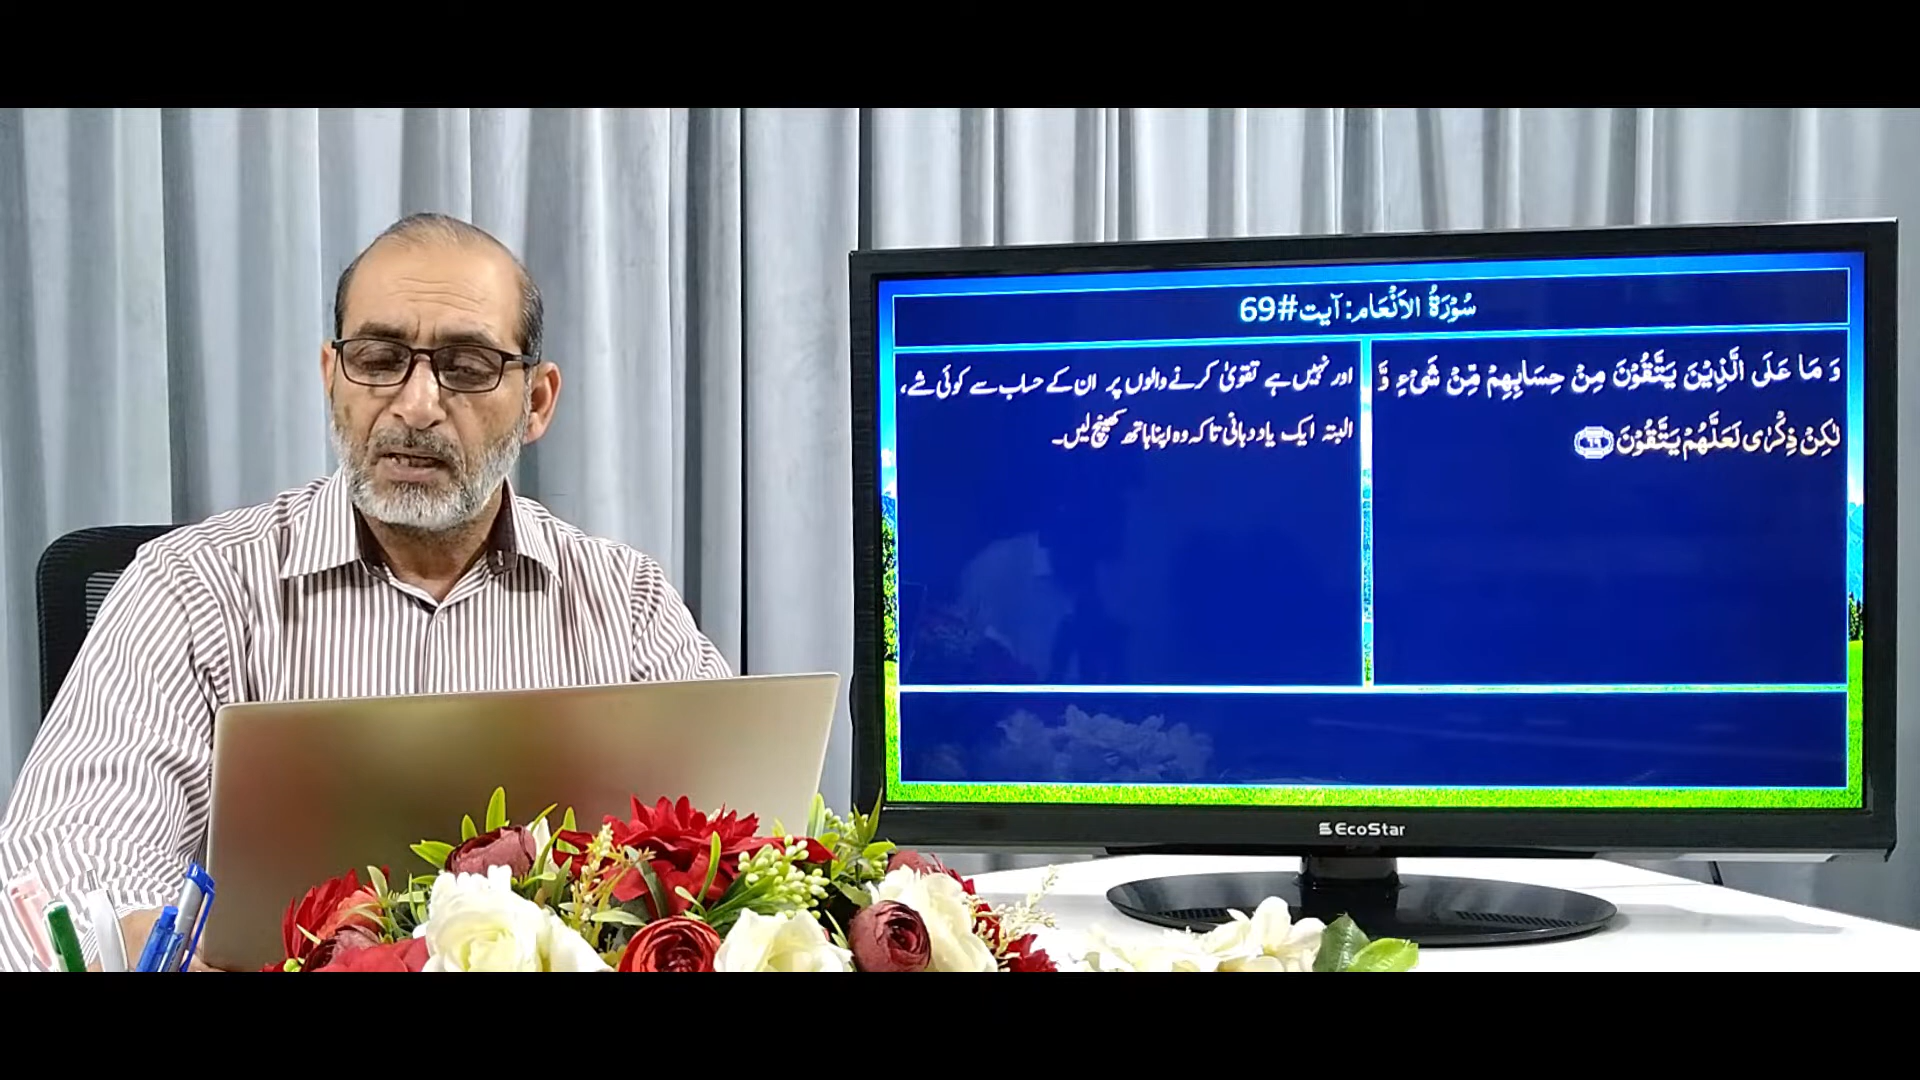 سُوْرَةُ الْاَنْعَام: آیت#69
وَ مَا عَلَى الَّذِيْنَ يَتَّقُوْنَ مِنْ حِسَابِهِمْ مِّنْ شَیْءٍ وَّ
لٰكِنْ ذِكْرٰى لَعَلَّهُمْ يَتَّقُوْنَ ۶۹
اور نہیں ہے تقویٰ کرنے والوں پر ان کے حساب سے کوئی شے،
البتہ ایک یاددہانی تاکہ وہ اپنا ہاتھ کھینچ لیں۔
EcoStar